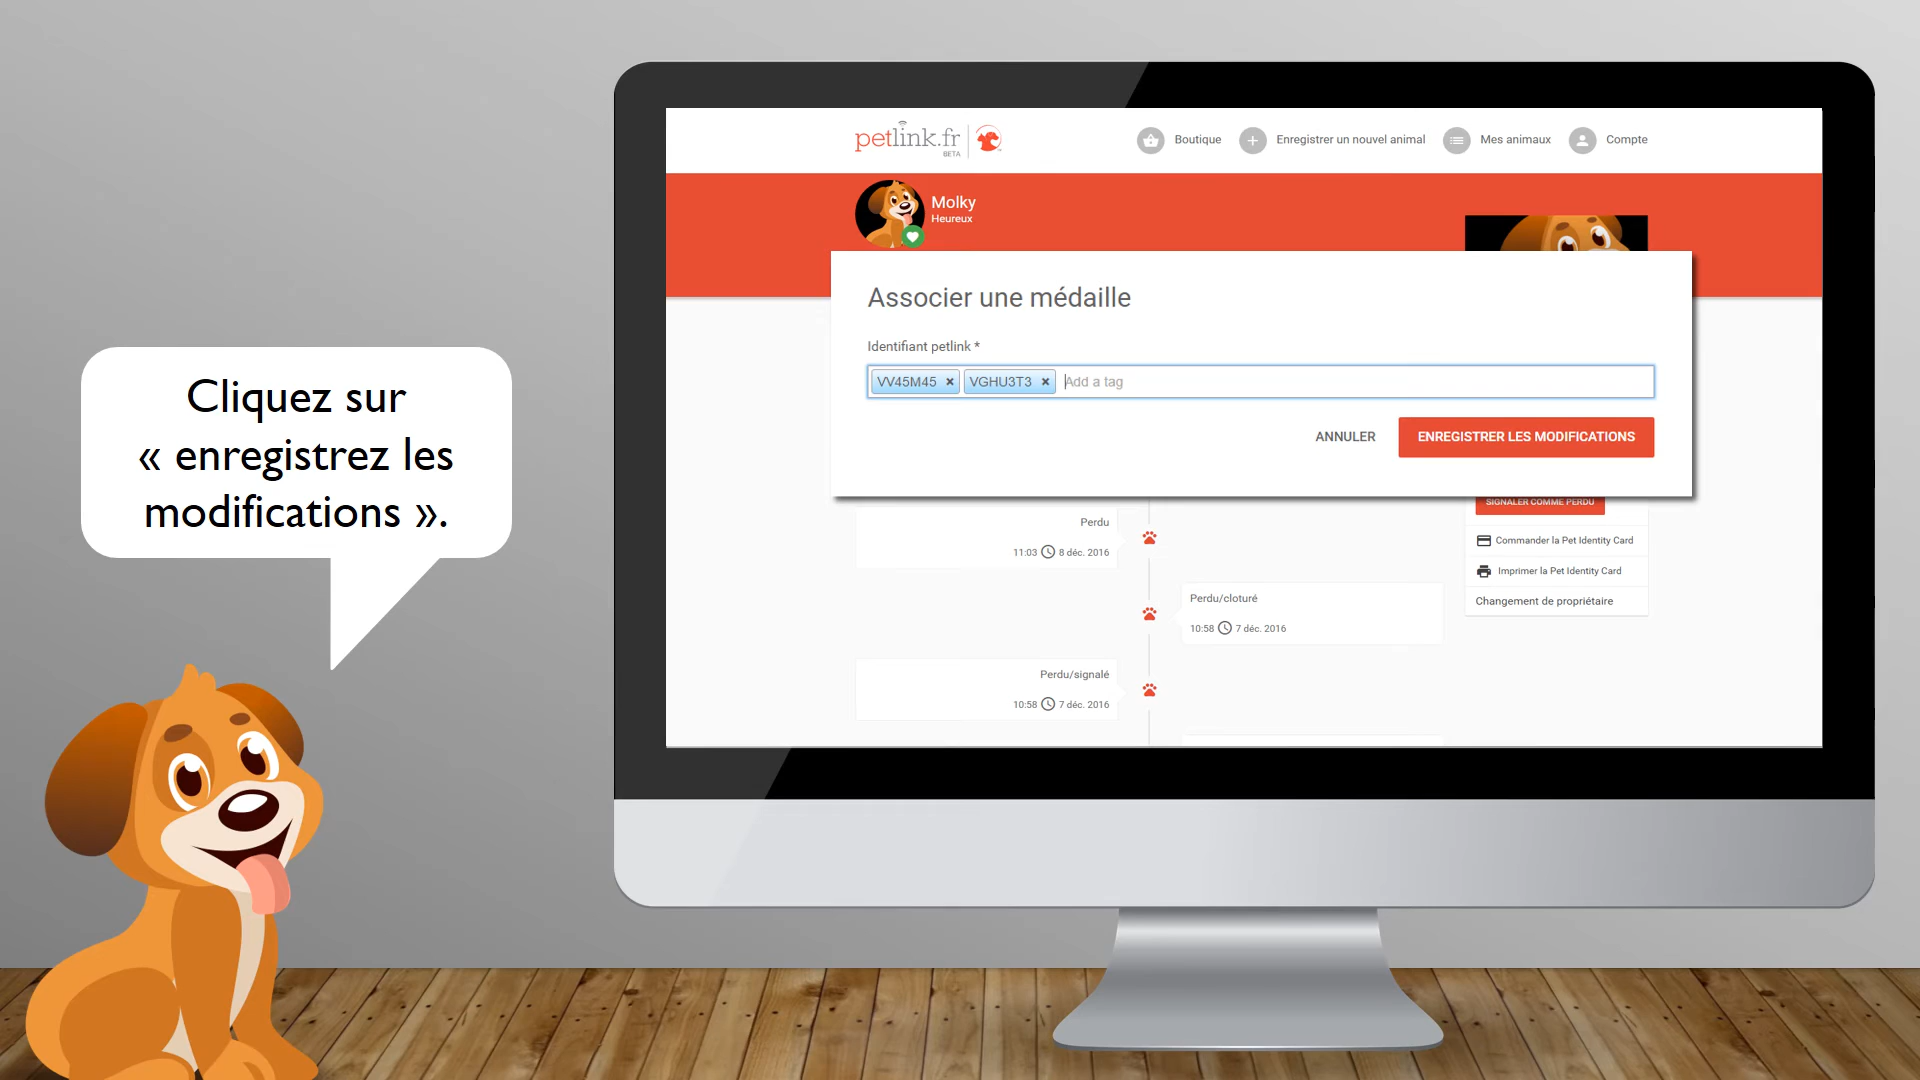 Cliquez sur
« enregistrez les
modifications ».
petlink.fr
BETA
Boutique
Enregistrer un nouvel animal
Mes animaux
Compte
Molky
Heureux
Associer une médaille
Identifiant petlink *
VV45M45 × VGHU3T3 × Add a tag
ANNULER
ENREGISTRER LES MODIFICATIONS
SIGNALER COMME PERDU
Perdu
11:03 8 déc. 2016
Commander la Pet Identity Card
Imprimer la Pet Identity Card
Changement de propriétaire
Perdu/cloturé
10:58 7 déc. 2016
Perdu/signalé
10:58 7 déc. 2016